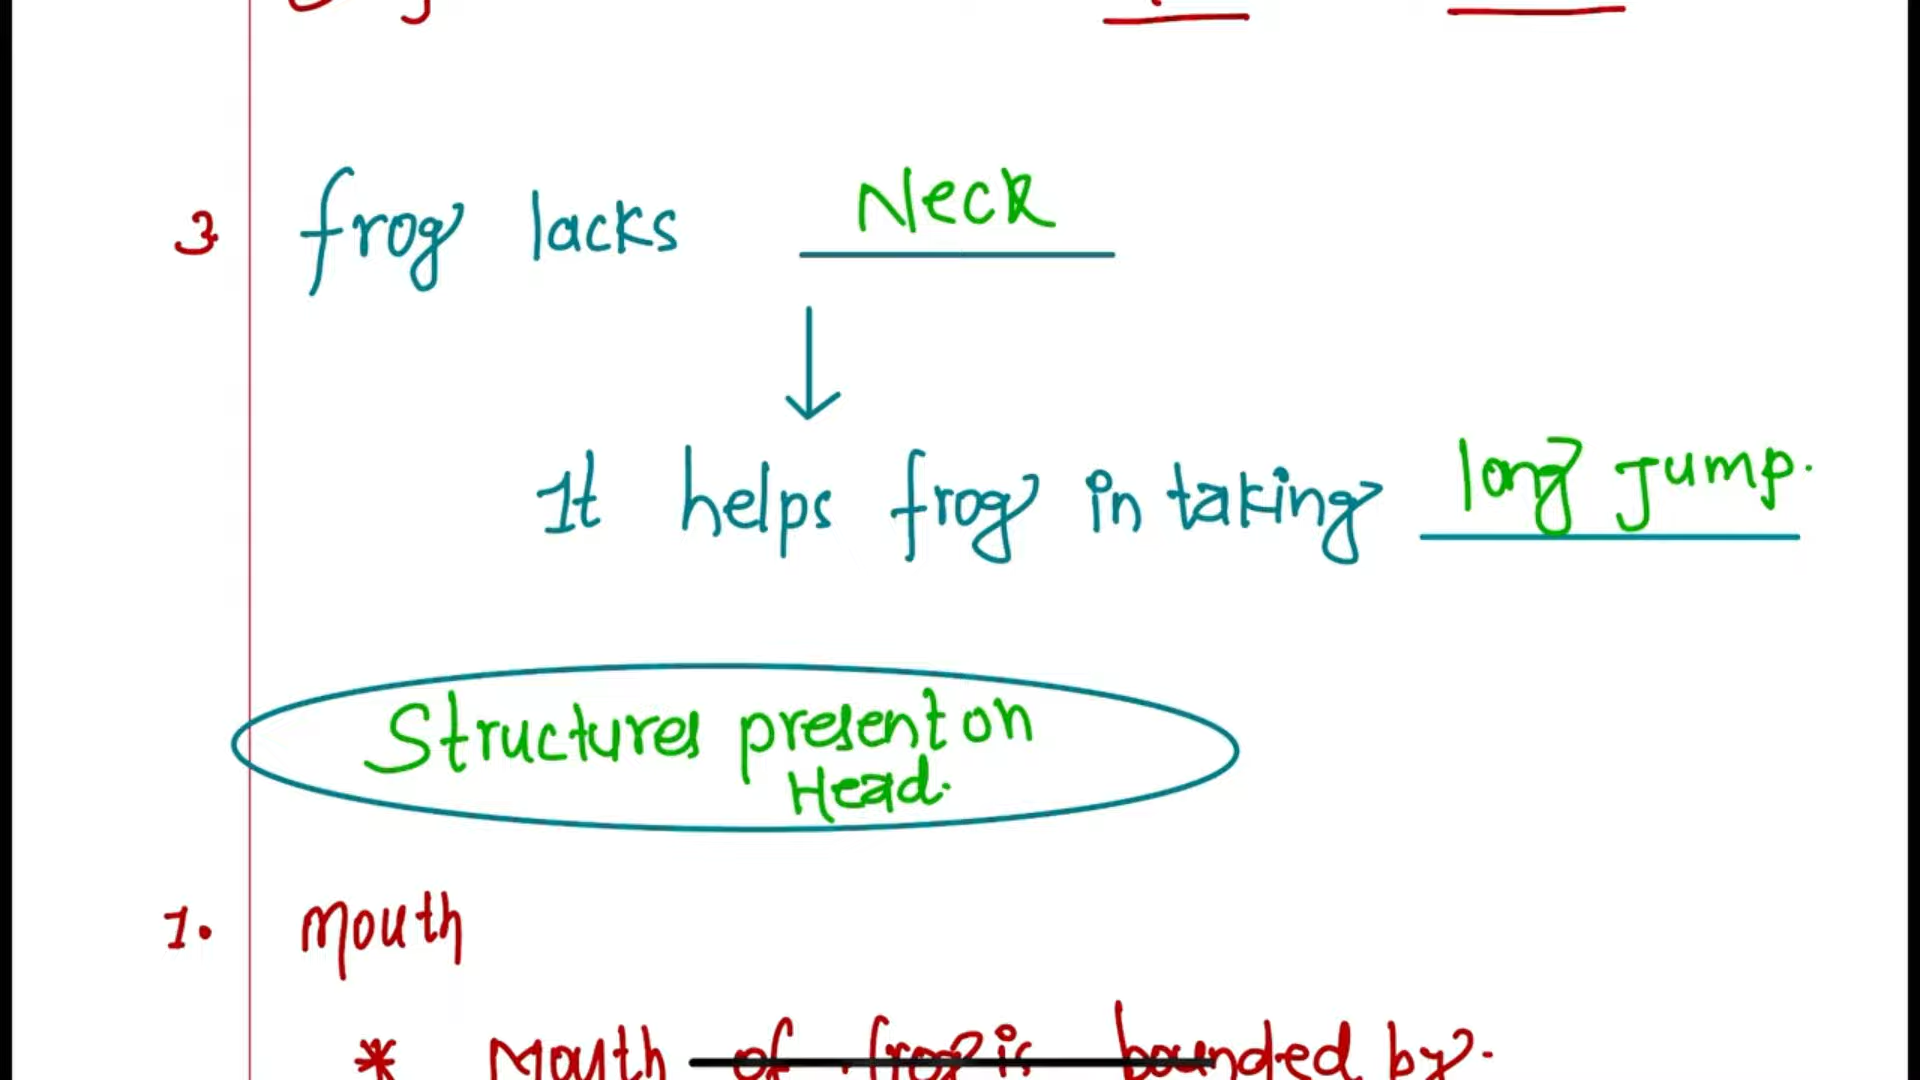 3 frog lacks Neck
It helps frog in taking long Jump.
Structures present on
Head.
1. Mouth
* Mouth of frog is bounded by.